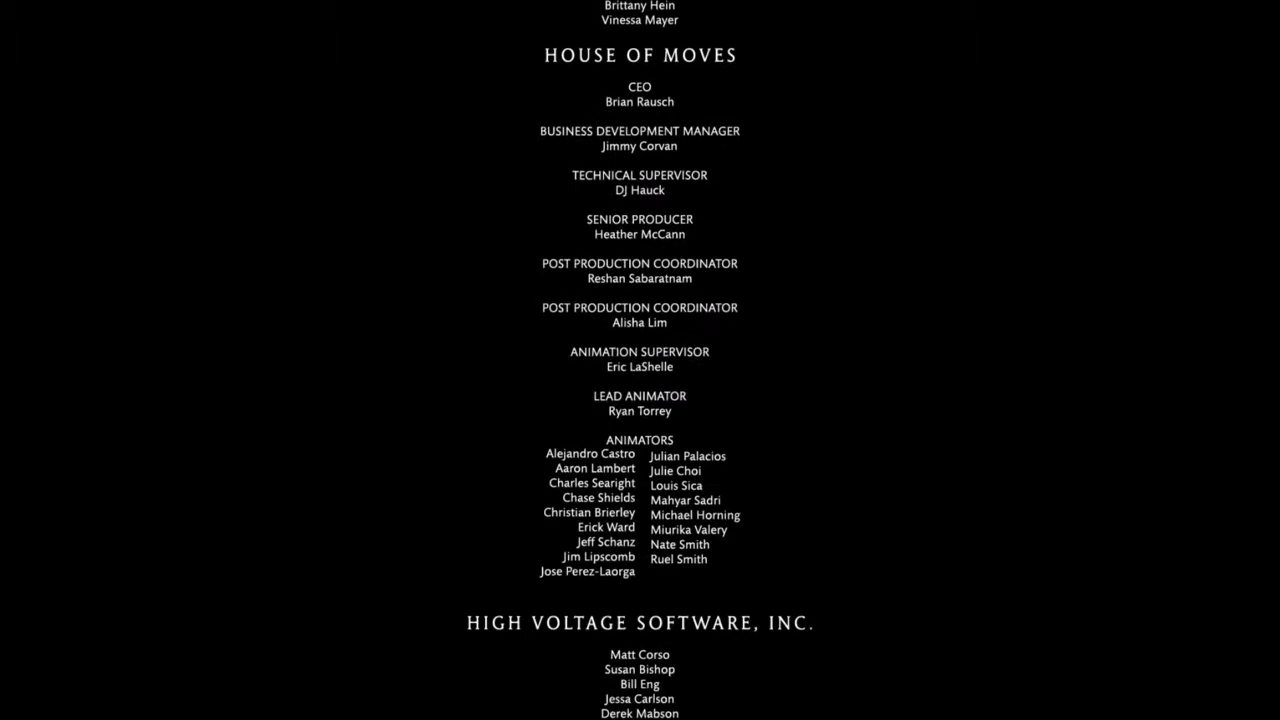 Brittany Hein
Vinessa Mayer
HOUSE OF MOVES
CEO
Brian Rausch
BUSINESS DEVELOPMENT MANAGER
Jimmy Corvan
TECHNICAL SUPERVISOR
DJ Hauck
SENIOR PRODUCER
Heather McCann
POST PRODUCTION COORDINATOR
Reshan Sabaratnam
POST PRODUCTION COORDINATOR
Alisha Lim
ANIMATION SUPERVISOR
Eric LaShelle
LEAD ANIMATOR
Ryan Torrey
ANIMATORS
Alejandro Castro
Aaron Lambert
Charles Searight
Chase Shields
Christian Brierley
Erick Ward
Jeff Schanz
Jim Lipscomb
Jose Perez-Laorga
Julian Palacios
Julie Choi
Louis Sica
Mahyar Sadri
Michael Horning
Miurika Valery
Nate Smith
Ruel Smith
HIGH VOLTAGE SOFTWARE, INC.
Matt Corso
Susan Bishop
Bill Eng
Jessa Carlson
Derek Mabson